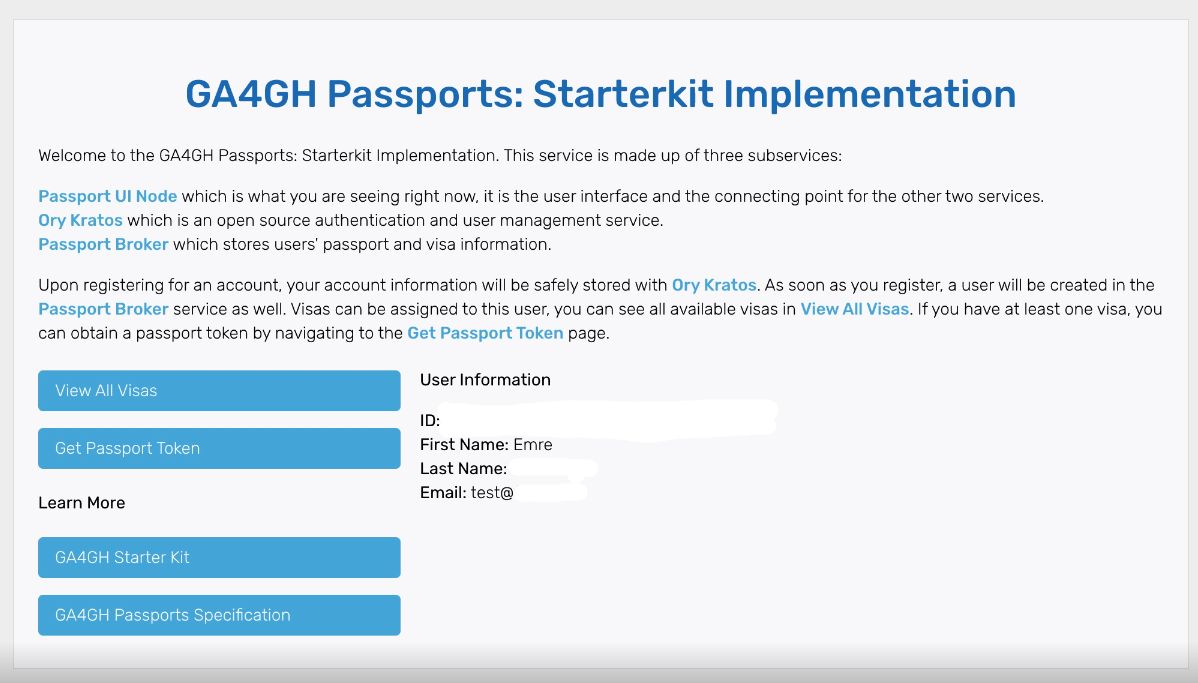 GA4GH Passports: Starterkit Implementation
Welcome to the GA4GH Passports: Starterkit Implementation. This service is made up of three subservices:
Passport UI Node which is what you are seeing right now, it is the user interface and the connecting point for the other two services.
Ory Kratos which is an open source authentication and user management service.
Passport Broker which stores users' passport and visa information.
Upon registering for an account, your account information will be safely stored with Ory Kratos. As soon as you register, a user will be created in the
Passport Broker service as well. Visas can be assigned to this user, you can see all available visas in View All Visas. If you have at least one visa, you
can obtain a passport token by navigating to the Get Passport Token page.
View All Visas
Get Passport Token
Learn More
GA4GH Starter Kit
GA4GH Passports Specification
User Information
ID:
First Name: Emre
Last Name:
Email: test@